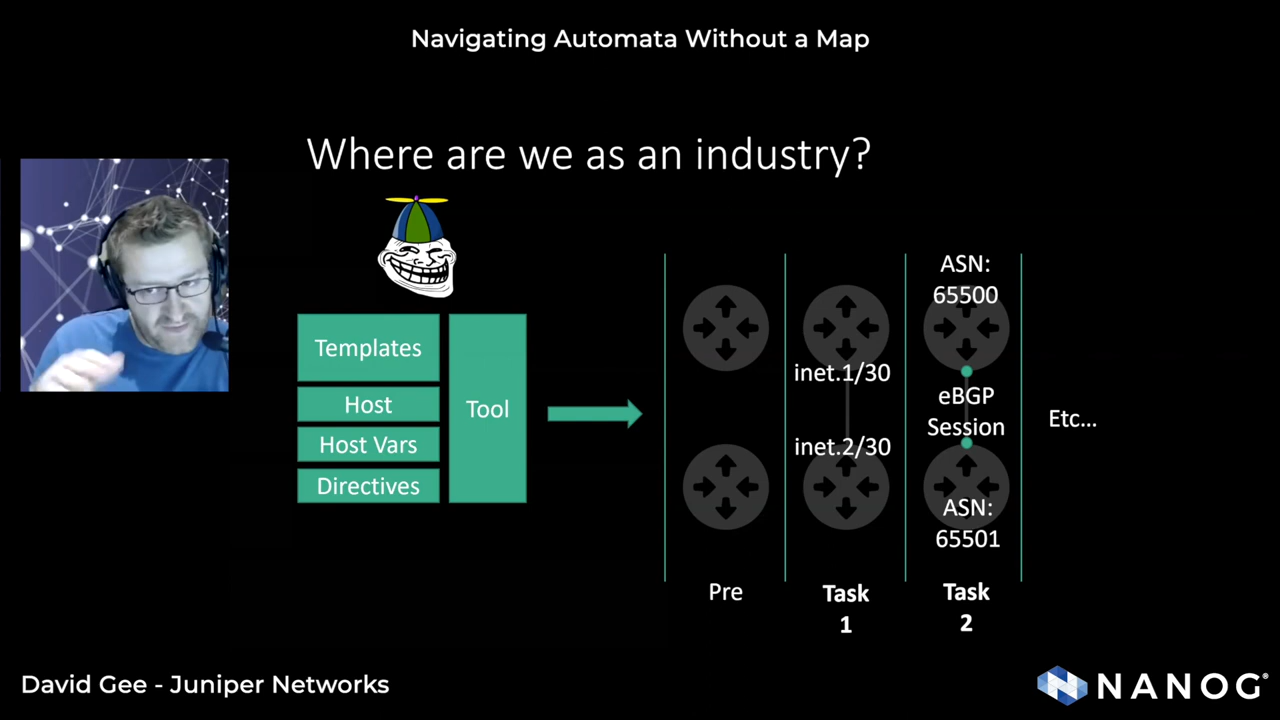 Navigating Automata Without a Map
Where are we as an industry?
Templates
Host
Host Vars
Directives
Tool
inet.1/30
inet.2/30
ASN:
65500
eBGP
Session
ASN:
65501
Etc...
Pre
Task
1
Task
2
David Gee - Juniper Networks
NANOG®